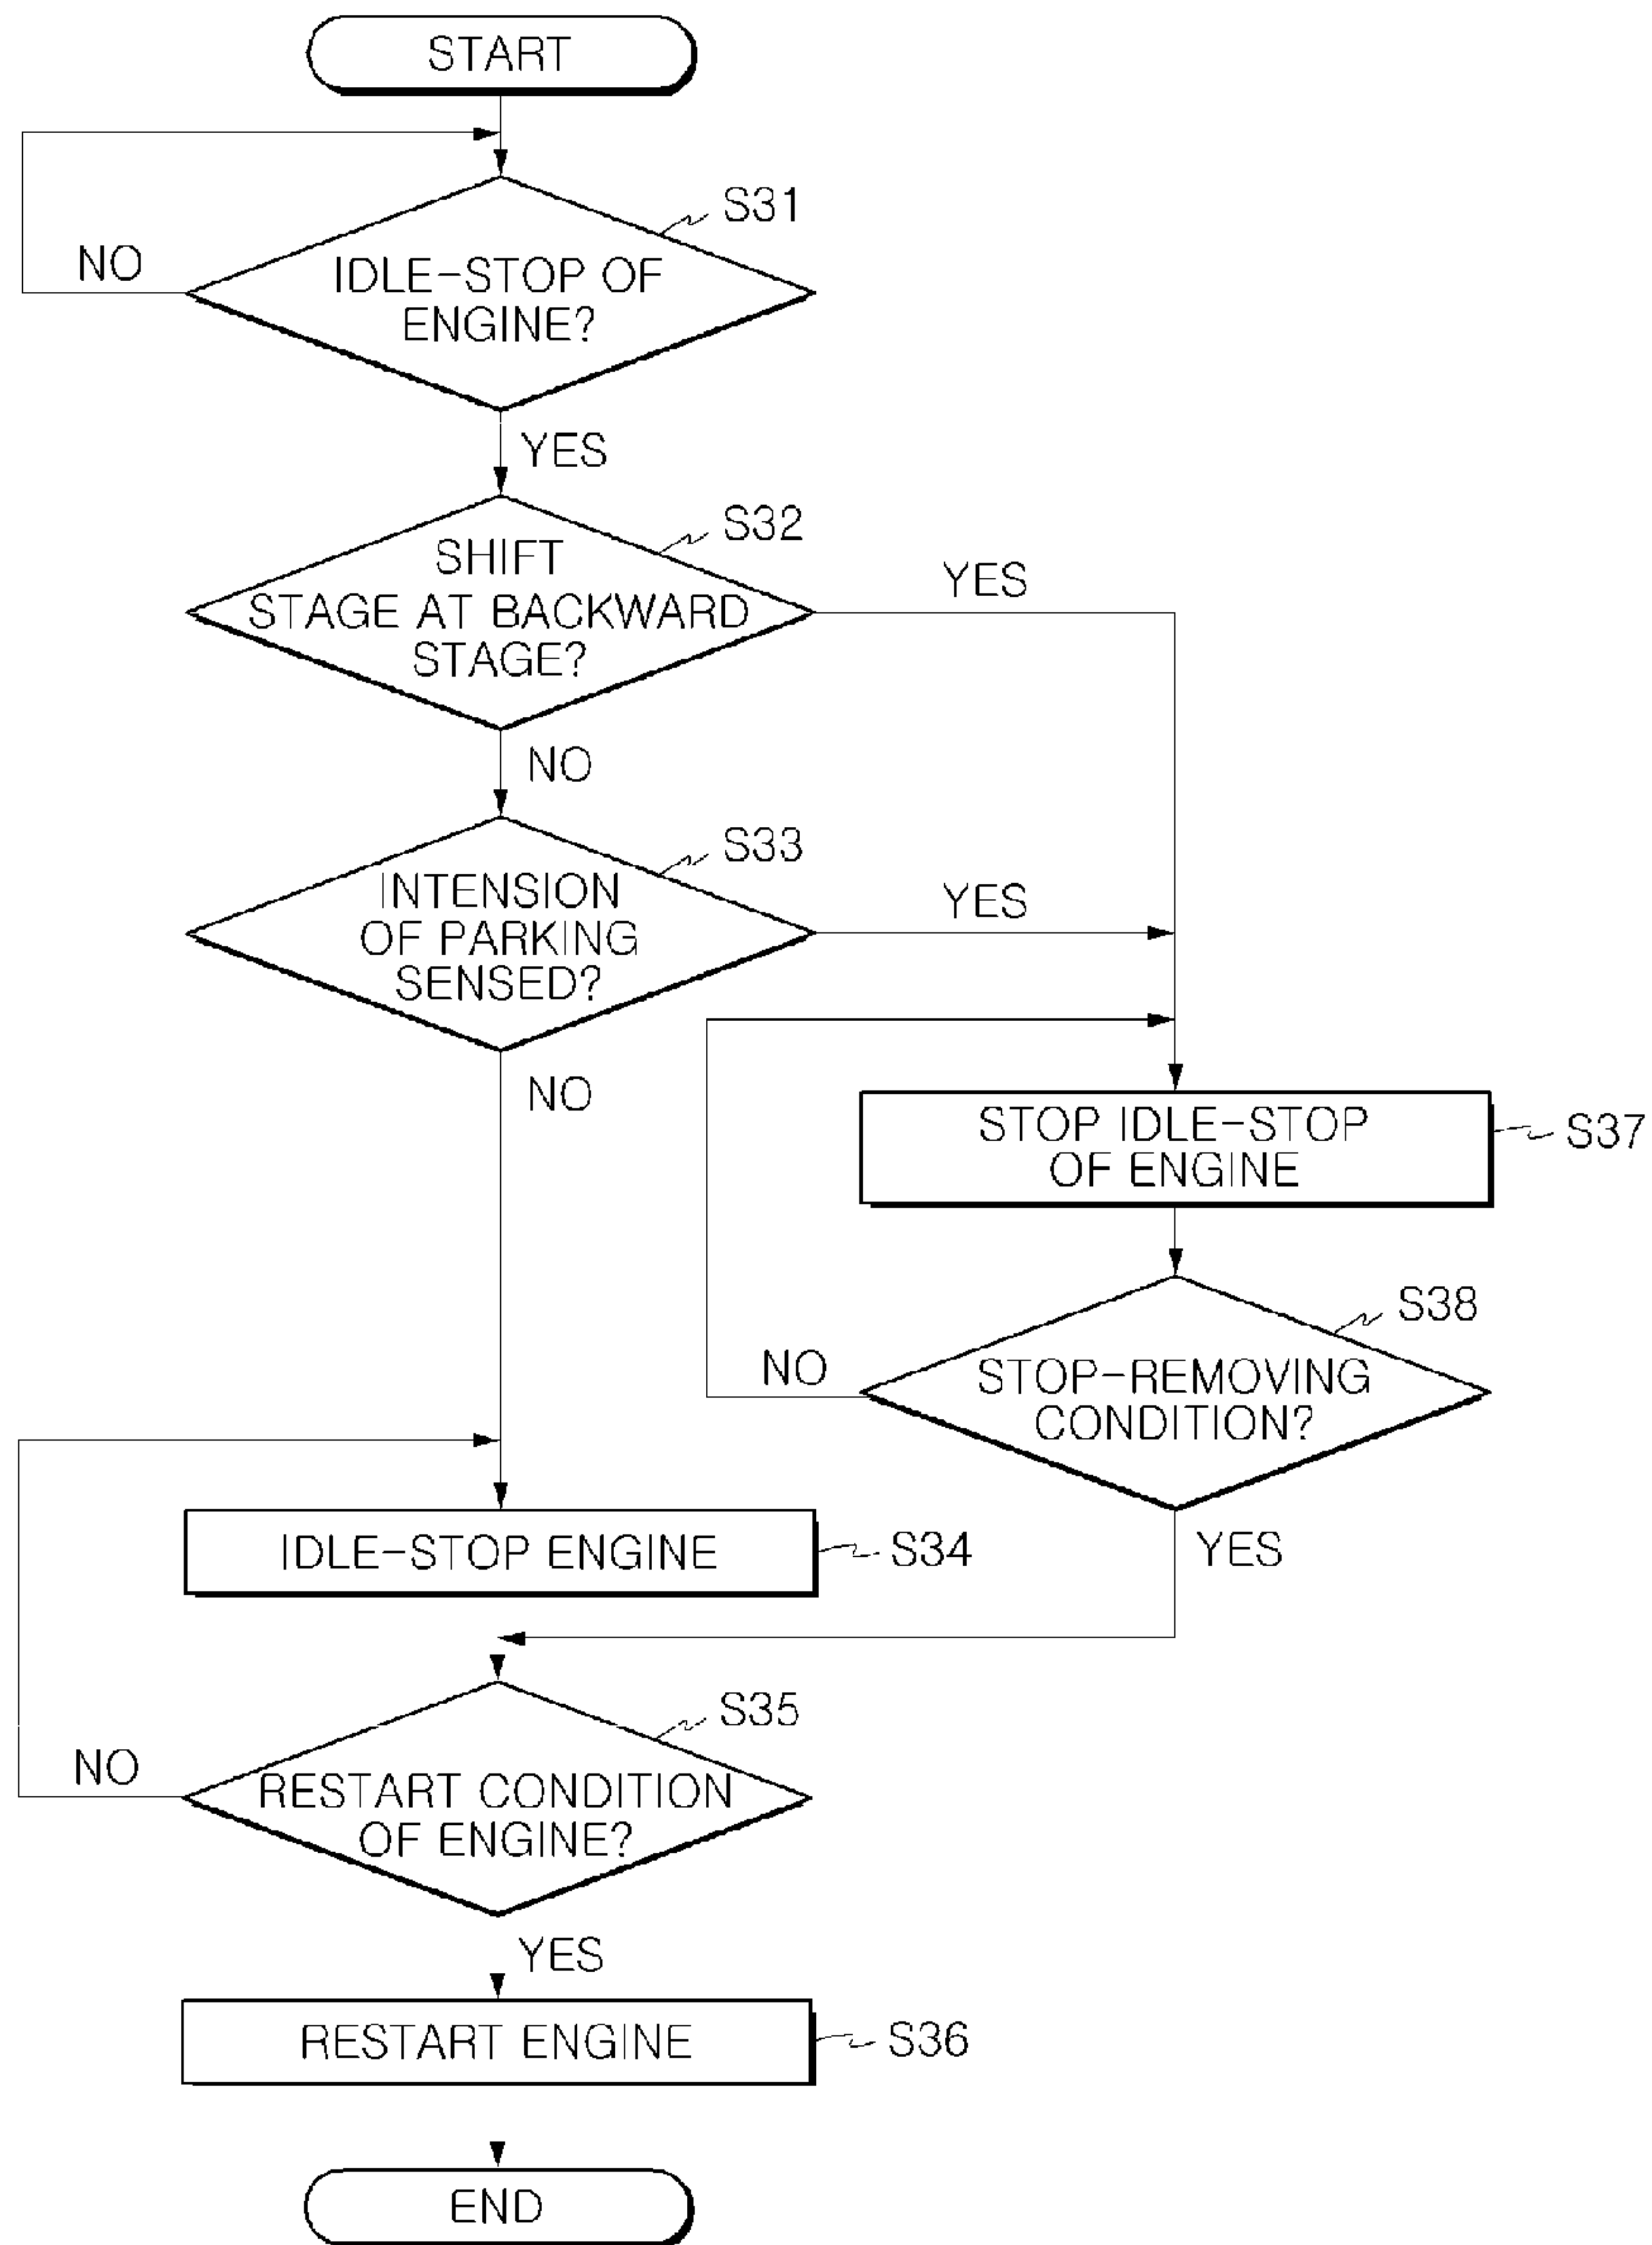 START
S31
NO
IDLE-STOP OF
ENGINE?
YES
S32
SHIFT
STAGE AT BACKWARD
STAGE?
YES
NO
S33
INTENSION
OF PARKING
SENSED?
YES
NO
STOP IDLE-STOP
OF ENGINE
S37
S38
NO
STOP-REMOVING
CONDITION?
IDLE-STOP ENGINE
S34
YES
S35
NO
RESTART CONDITION
OF ENGINE?
YES
RESTART ENGINE
S36
END